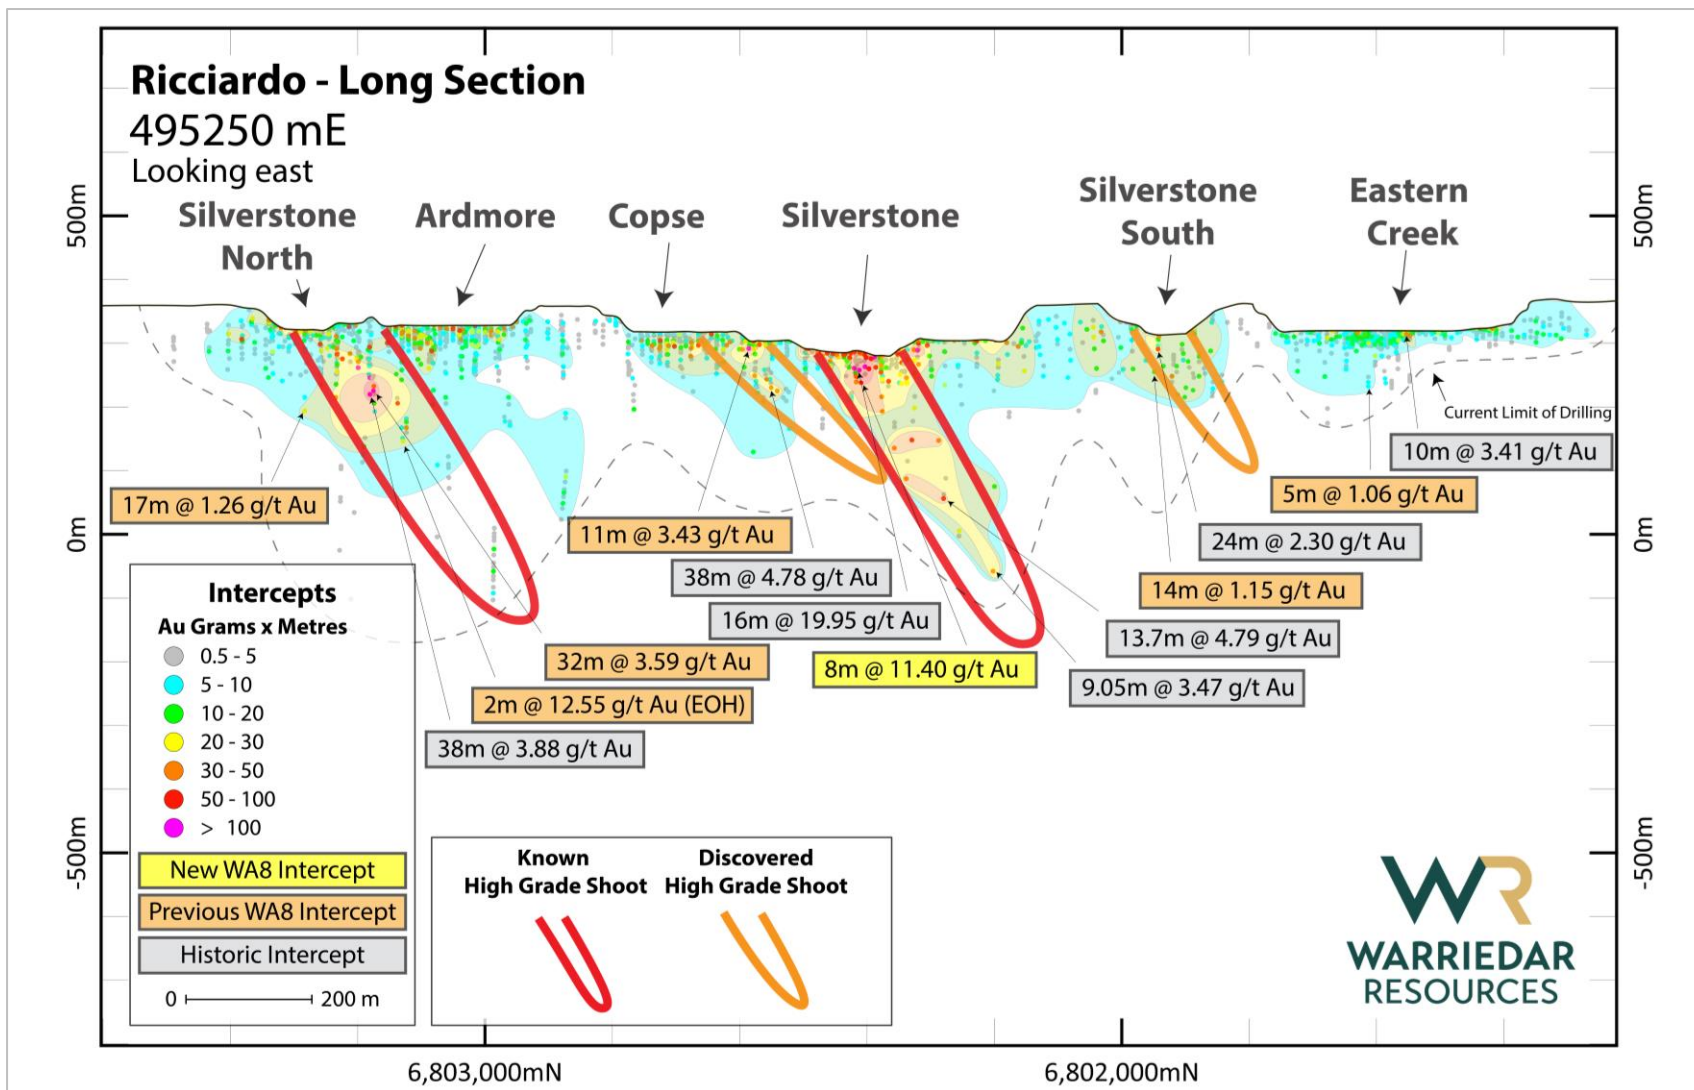 Ricciardo - Long Section
495250 mE
Looking east
Silverstone
North
Ardmore
Copse
Silverstone
Silverstone
South
Eastern
Creek
500m
0m
-500m
500m
0m
-500m
Current Limit of Drilling
10m @ 3.41 g/t Au
5m @ 1.06 g/t Au
17m @ 1.26 g/t Au
11m @ 3.43 g/t Au
24m @ 2.30 g/t Au
38m @ 4.78 g/t Au
14m @ 1.15 g/t Au
16m @ 19.95 g/t Au
13.7m @ 4.79 g/t Au
32m @ 3.59 g/t Au
8m @ 11.40 g/t Au
9.05m @ 3.47 g/t Au
2m @ 12.55 g/t Au (EOH)
38m @ 3.88 g/t Au
Intercepts
Au Grams x Metres
0.5 - 5
5 - 10
10 - 20
20 - 30
30 - 50
50 - 100
> 100
New WA8 Intercept
Previous WA8 Intercept
Historic Intercept
0 200 m
Known
High Grade Shoot
Discovered
High Grade Shoot
WR
WARRIEDAR
RESOURCES
6,803,000mN
6,802,000mN